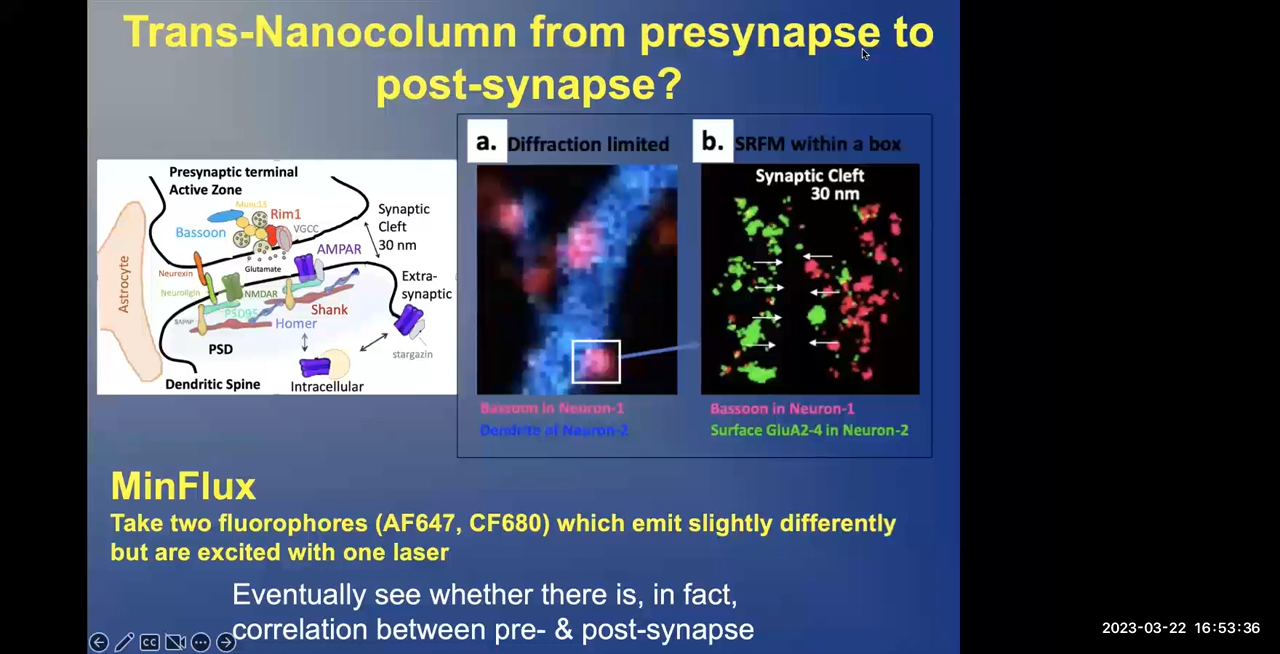 Trans-Nanocolumn from presynapse to
post-synapse?
Presynaptic terminal
Active Zone
Munc13
Rim1
Bassoon
VGCC
Synaptic
Cleft
30 nm
AMPAR
Glutamate
Neurexin
Neuroligin
NMDAR
Extra-
synaptic
Astrocyte
PSD95
Shank
SAPAP
Homer
PSD
stargazin
Dendritic Spine
Intracellular
a. Diffraction limited
b. SRFM within a box
Synaptic Cleft
30 nm
Bassoon in Neuron-1
Dendrite of Neuron-2
Bassoon in Neuron-1
Surface GluA2-4 in Neuron-2
MinFlux
Take two fluorophores (AF647, CF680) which emit slightly differently
but are excited with one laser
Eventually see whether there is, in fact,
correlation between pre- & post-synapse
CC
2023-03-22 16:53:36